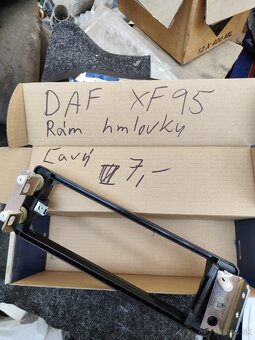 DAF XF95
Rám hmlovky
Ľavý
7,-